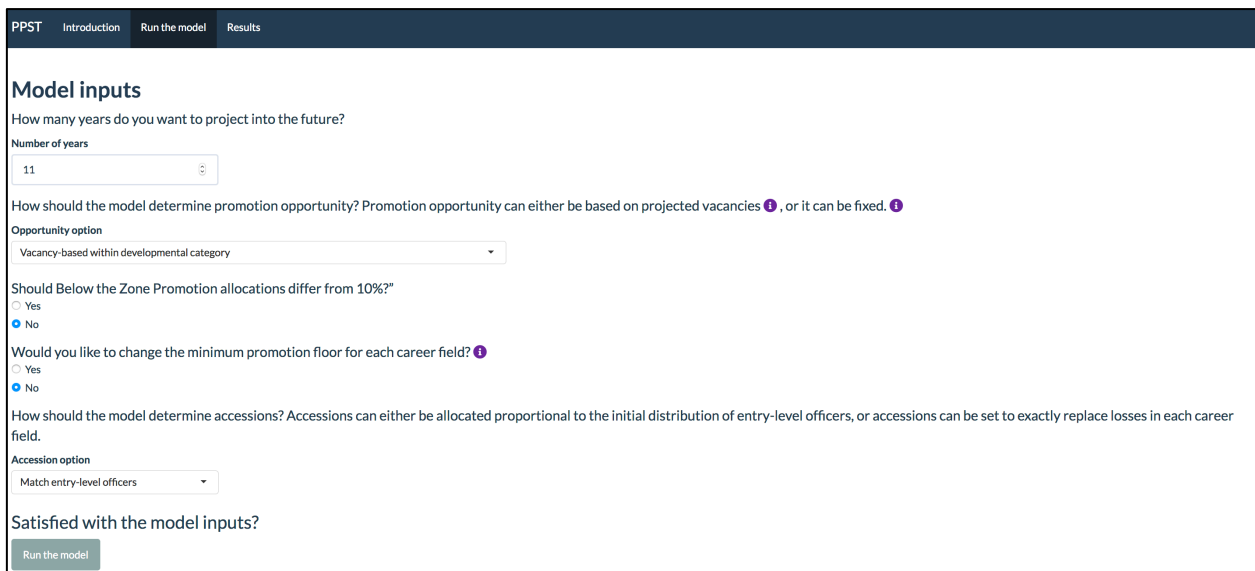 PPST Introduction Run the model Results
Model inputs
How many years do you want to project into the future?
Number of years
11
How should the model determine promotion opportunity? Promotion opportunity can either be based on projected vacancies i , or it can be fixed. i
Opportunity option
Vacancy-based within developmental category
Should Below the Zone Promotion allocations differ from 10%?”
Yes
No
Would you like to change the minimum promotion floor for each career field? i
Yes
No
How should the model determine accessions? Accessions can either be allocated proportional to the initial distribution of entry-level officers, or accessions can be set to exactly replace losses in each career
field.
Accession option
Match entry-level officers
Satisfied with the model inputs?
Run the model